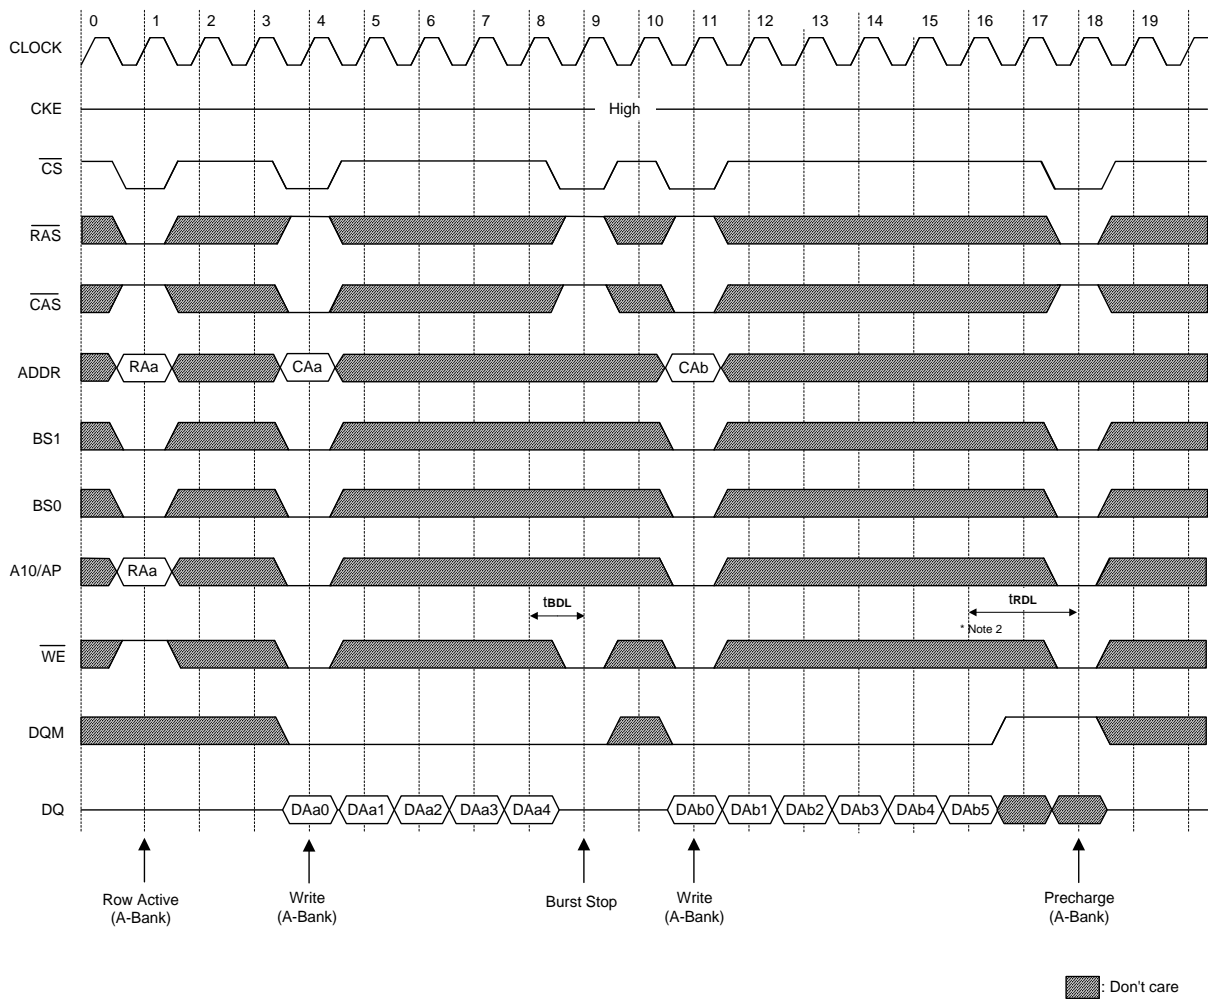 0 1 2 3 4 5 6 7 8 9 10 11 12 13 14 15 16 17 18 19
CLOCK
CKE High
CS
RAS
CAS
ADDR RAa CAa CAb
BS1
BS0
A10/AP RAa
tBDL tRDL
* Note 2
WE
DQM
DQ DAa0 DAa1 DAa2 DAa3 DAa4 DAb0 DAb1 DAb2 DAb3 DAb4 DAb5
Row Active Write Burst Stop Write Precharge
(A-Bank) (A-Bank) (A-Bank) (A-Bank)
: Don't care